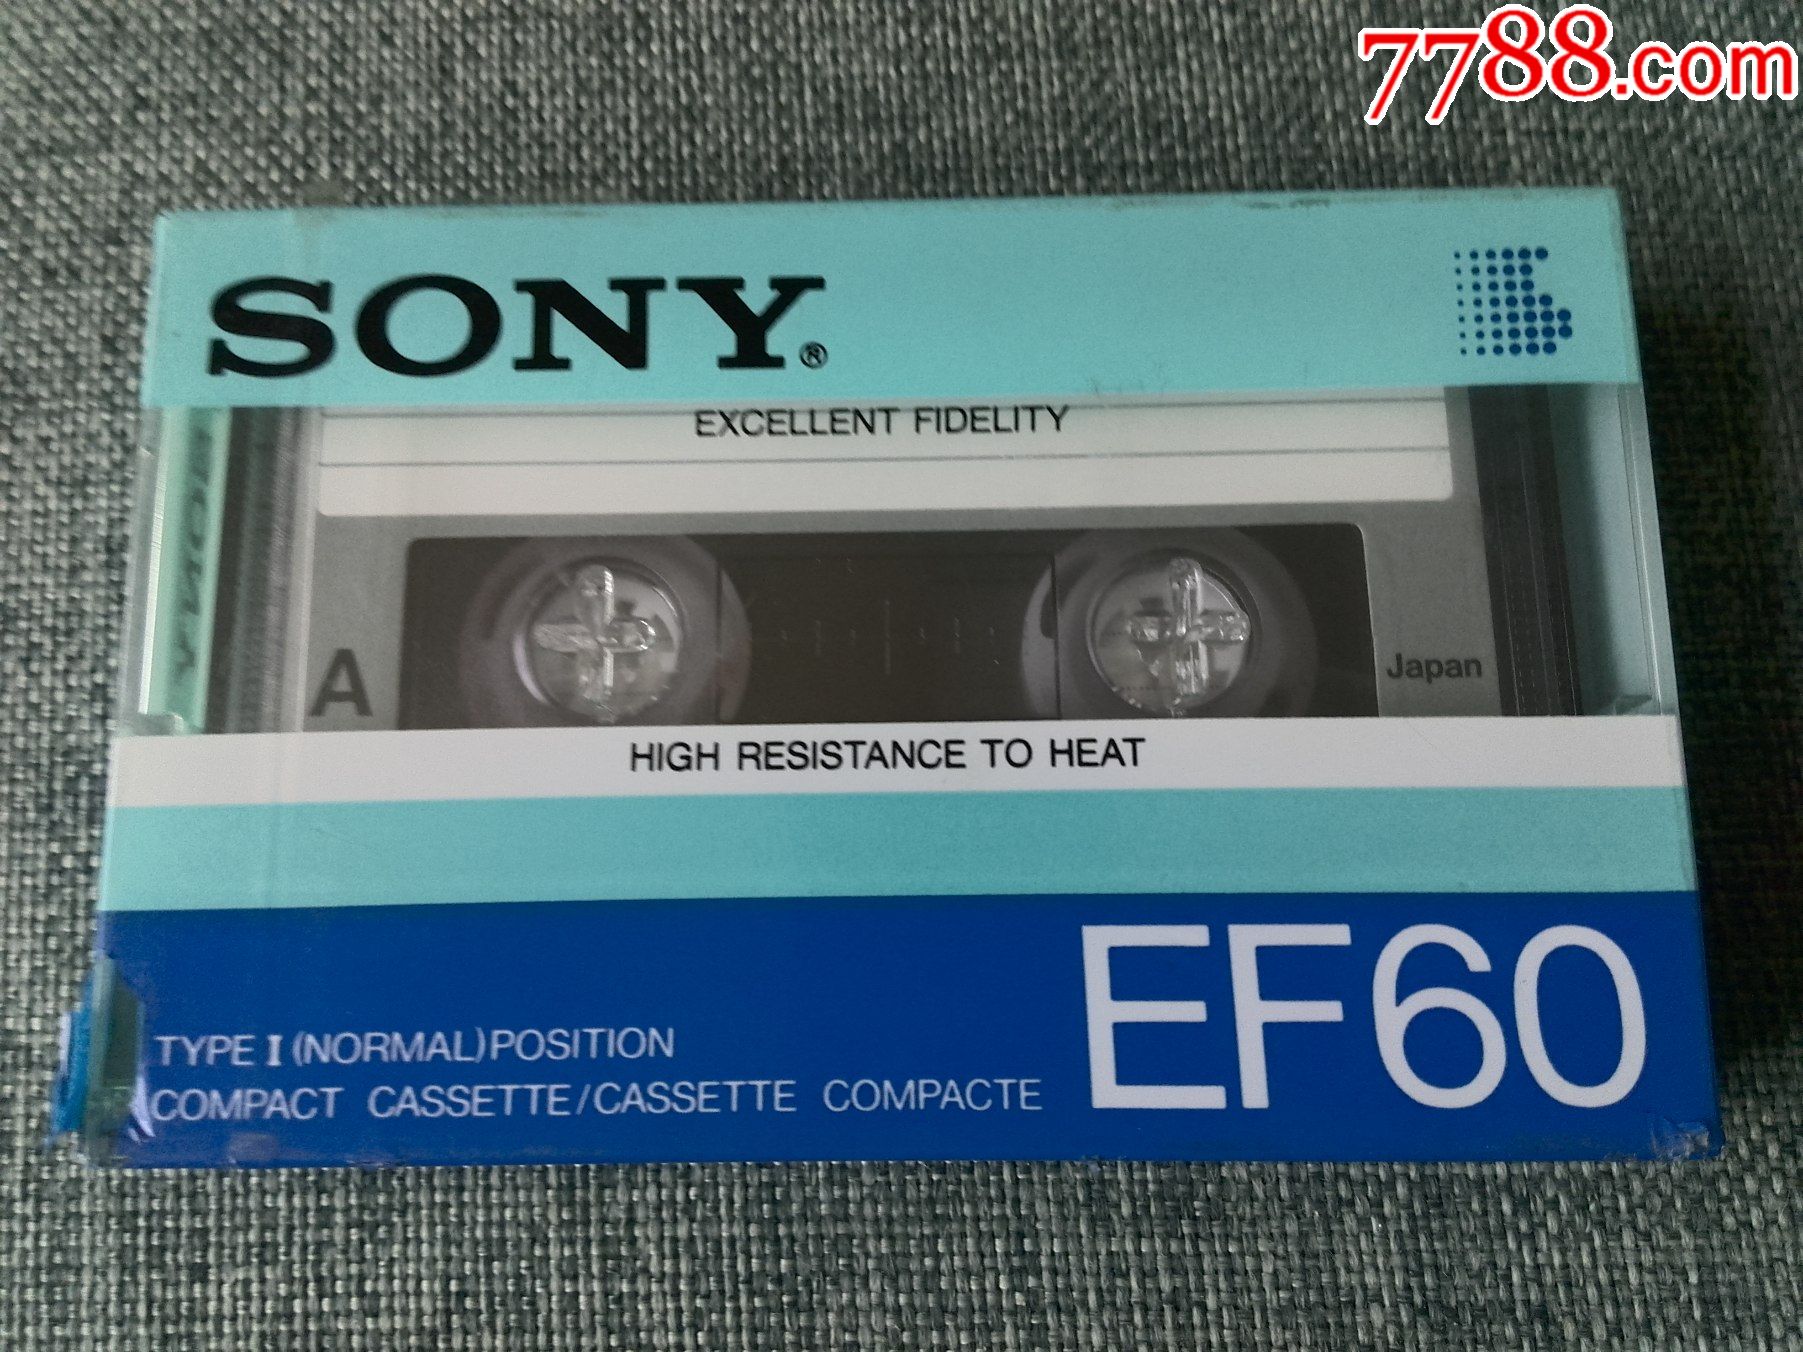 7788.com
SONY®
EXCELLENT FIDELITY
A
Japan
HIGH RESISTANCE TO HEAT
EF60
TYPE I (NORMAL) POSITION
COMPACT CASSETTE/CASSETTE COMPACTE